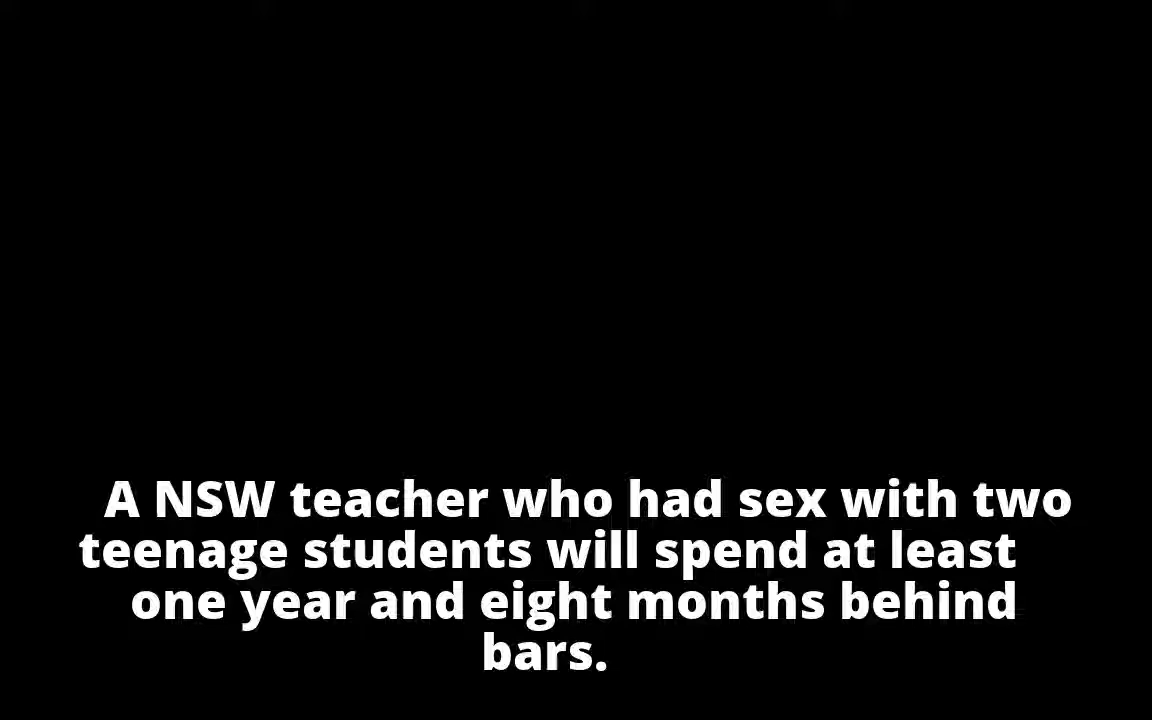 A NSW teacher who had sex with two
teenage students will spend at least
one year and eight months behind
bars.